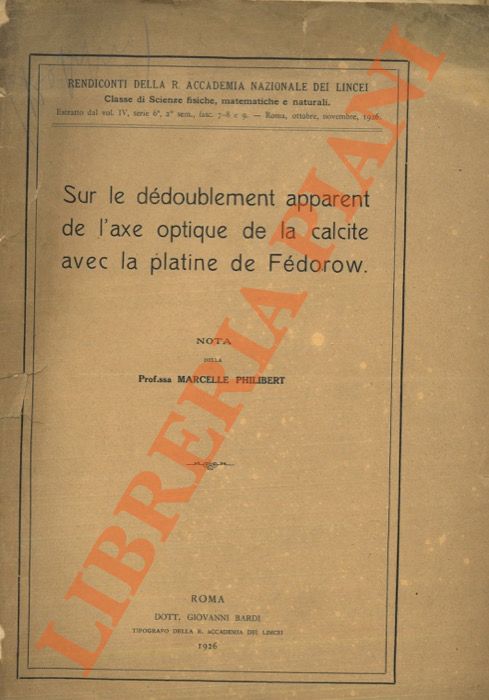 RENDICONTI DELLA R. ACCADEMIA NAZIONALE DEI LINCEI
Classe di Scienze fisiche, matematiche e naturali.
Estratto dal vol. IV, serie 6ª, 2º sem., fasc. 7-8 e 9. — Roma, ottobre, novembre, 1926.
Sur le dédoublement apparent
de l'axe optique de la calcite
avec la platine de Fédorow.
NOTA
DELLA
Prof.ssa MARCELLE PHILIBERT
ROMA
DOTT. GIOVANNI BARDI
TIPOGRAFO DELLA R. ACCADEMIA DEI LINCEI
1926
LIBRERIA PIANI